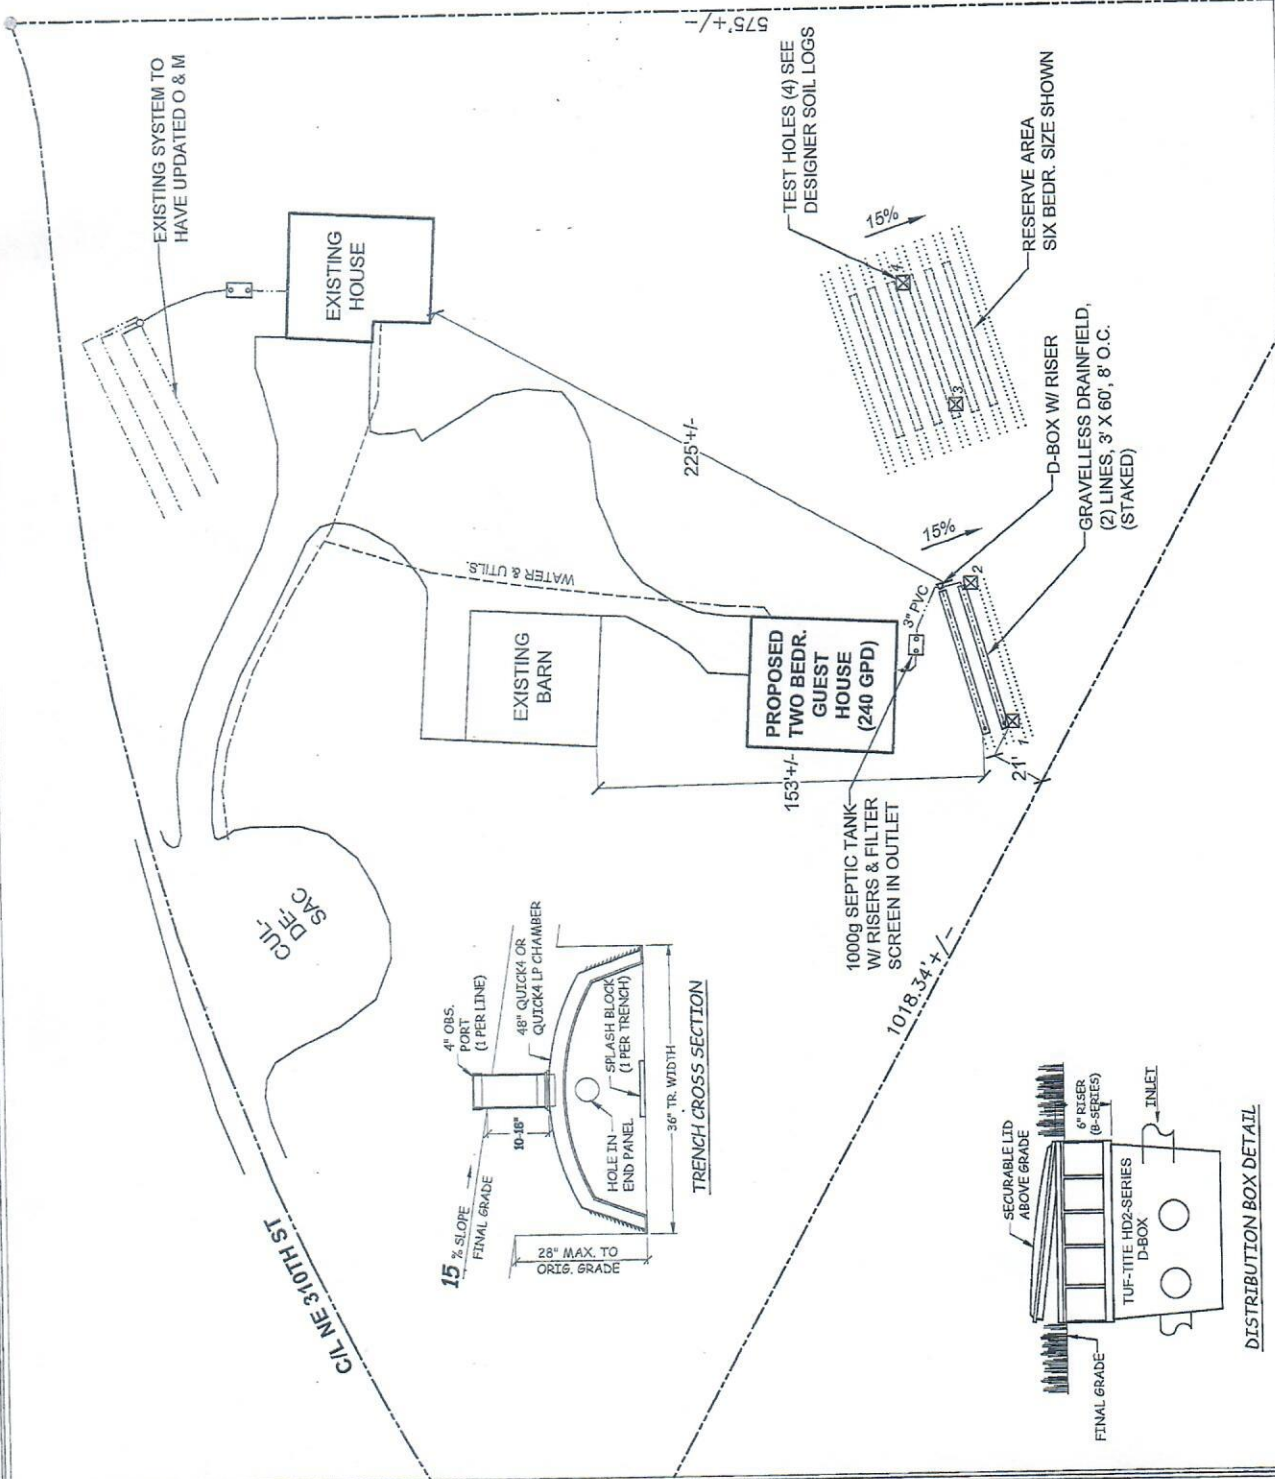 575'+/-
EXISTING SYSTEM TO
HAVE UPDATED O & M
EXISTING
HOUSE
TEST HOLES (4) SEE
DESIGNER SOIL LOGS
15%
4
3
RESERVE AREA
SIX BEDR. SIZE SHOWN
225'+/-
D-BOX W/ RISER
GRAVELLESS DRAINFIELD,
(2) LINES, 3' X 60', 8' O.C.
(STAKED)
15%
WATER & UTILS.
EXISTING
BARN
PROPOSED
TWO BEDR.
GUEST
HOUSE
(240 GPD)
3" PVC
2
1
21'
153'+/-
1000g SEPTIC TANK
W/ RISERS & FILTER
SCREEN IN OUTLET
CUL-
DE-
SAC
1018.34'+/-
C/L NE 310TH ST
4" OBS.
PORT
(1 PER LINE)
48" QUICK4 OR
QUICK4 LP CHAMBER
15 % SLOPE
FINAL GRADE
10-18"
HOLE IN
END PANEL
SPLASH BLOCK
(1 PER TRENCH)
28" MAX. TO
ORIG. GRADE
36" TR. WIDTH
TRENCH CROSS SECTION
SECURABLE LID
ABOVE GRADE
6" RISER
(B-SERIES)
INLET
FINAL GRADE
TUF-TITE HD2-SERIES
D-BOX
DISTRIBUTION BOX DETAIL